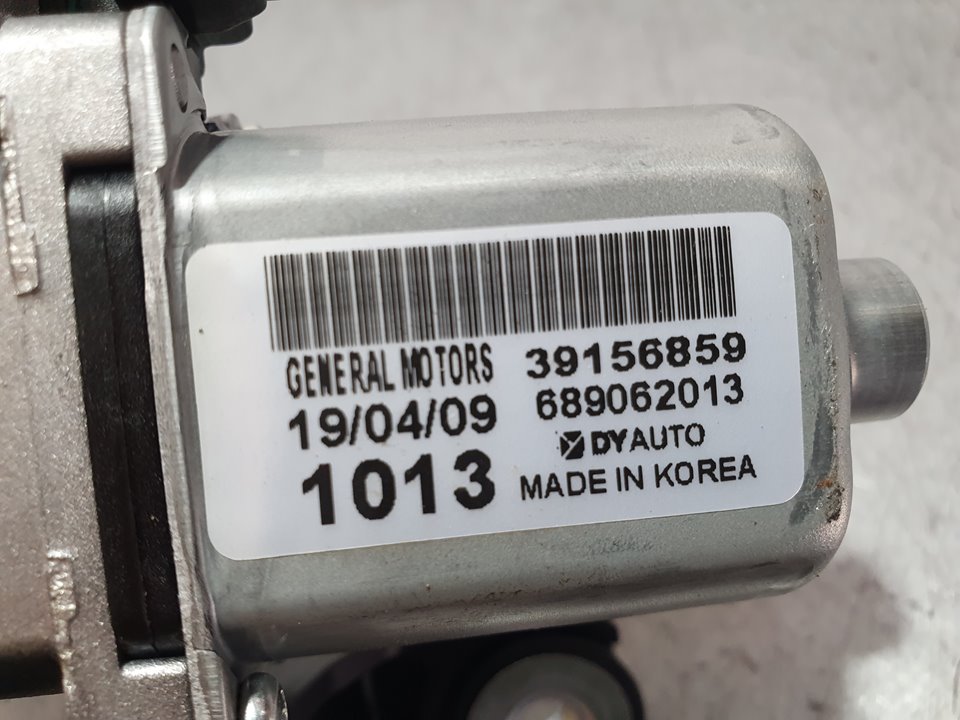 GENERAL MOTORS 39156859
19/04/09 689062013
1013 DYAUTO
MADE IN KOREA